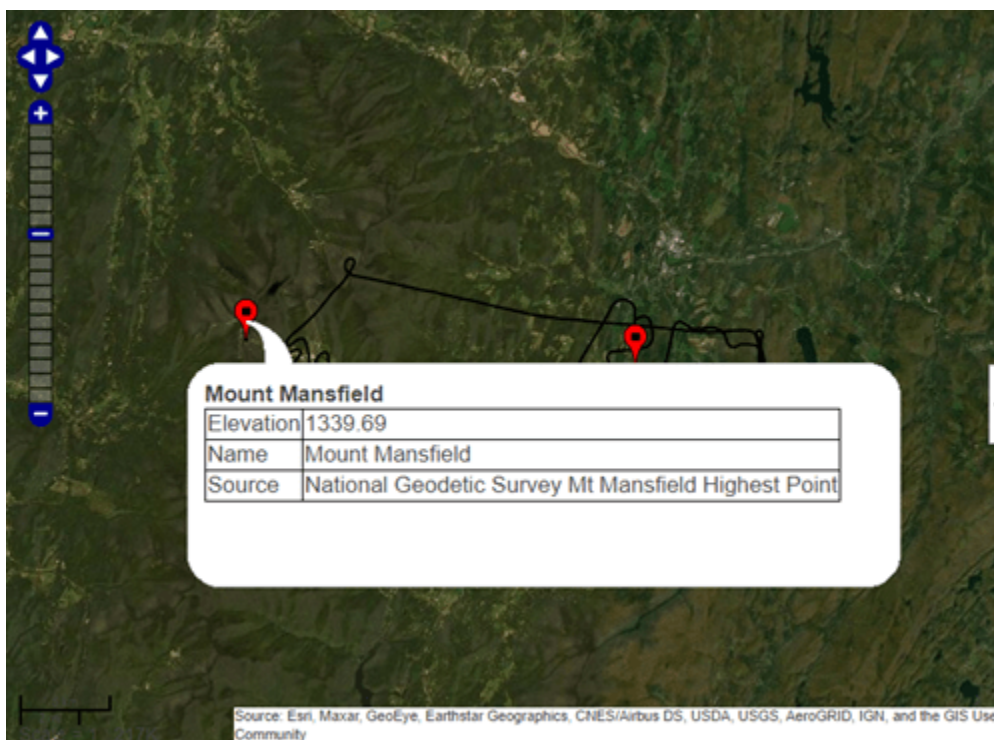 Mount Mansfield
Elevation 1339.69
Name Mount Mansfield
Source National Geodetic Survey Mt Mansfield Highest Point
Source: Esri, Maxar, GeoEye, Earthstar Geographics, CNES/Airbus DS, USDA, USGS, AeroGRID, IGN, and the GIS Use
Community